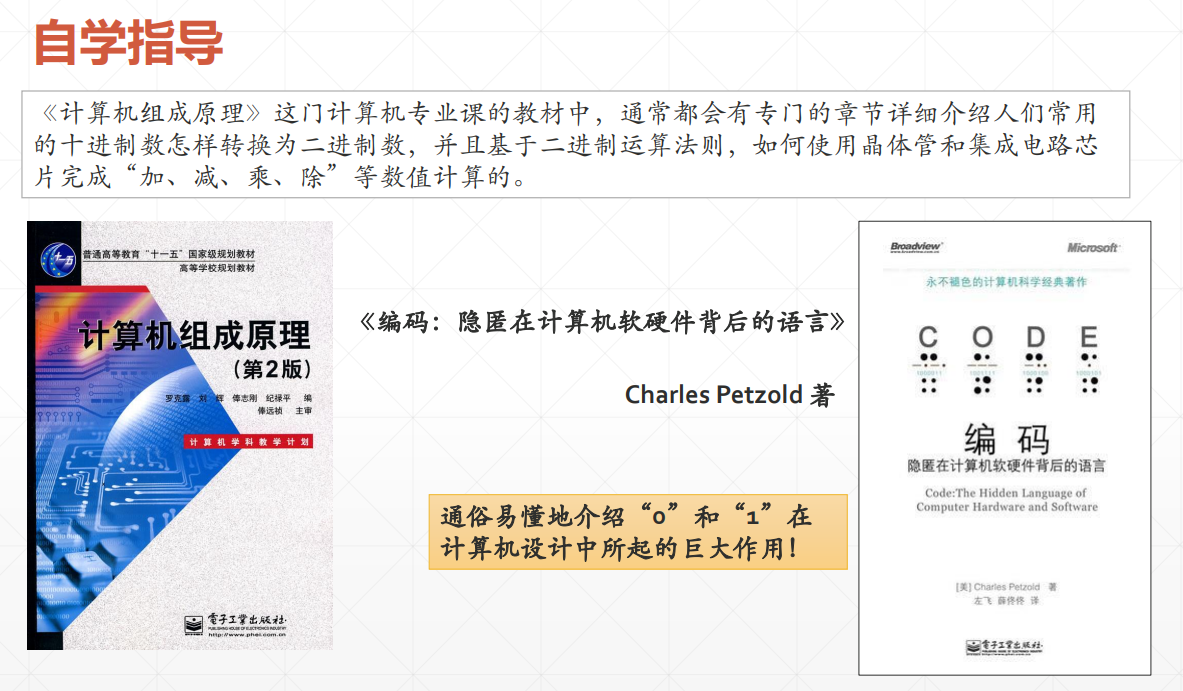 自学指导
《计算机组成原理》这门计算机专业课的教材中，通常都会有专门的章节详细介绍人们常用
的十进制数怎样转换为二进制数，并且基于二进制运算法则，如何使用晶体管和集成电路芯
片完成“加、减、乘、除”等数值计算的。
十一五
普通高等教育“十一五”国家级规划教材
高等学校规划教材
计算机组成原理
（第2版）
罗克露 刘 辉 俸志刚 纪禄平 编
俸远祯 主审
计算机学科教学计划
電子工業出版社
PUBLISHING HOUSE OF ELECTRONICS INDUSTRY
http://www.phei.com.cn
《编码：隐匿在计算机软硬件背后的语言》
Charles Petzold 著
通俗易懂地介绍“0”和“1”在
计算机设计中所起的巨大作用！
Broadview
www.broadview.com.cn
Microsoft
永不褪色的计算机科学经典著作
C O D E
1000011 1001111 1000100 1000101
编 码
隐匿在计算机软硬件背后的语言
Code:The Hidden Language of
Computer Hardware and Software
[美] Charles Petzold 著
左飞 薛佟佟 译
電子工業出版社